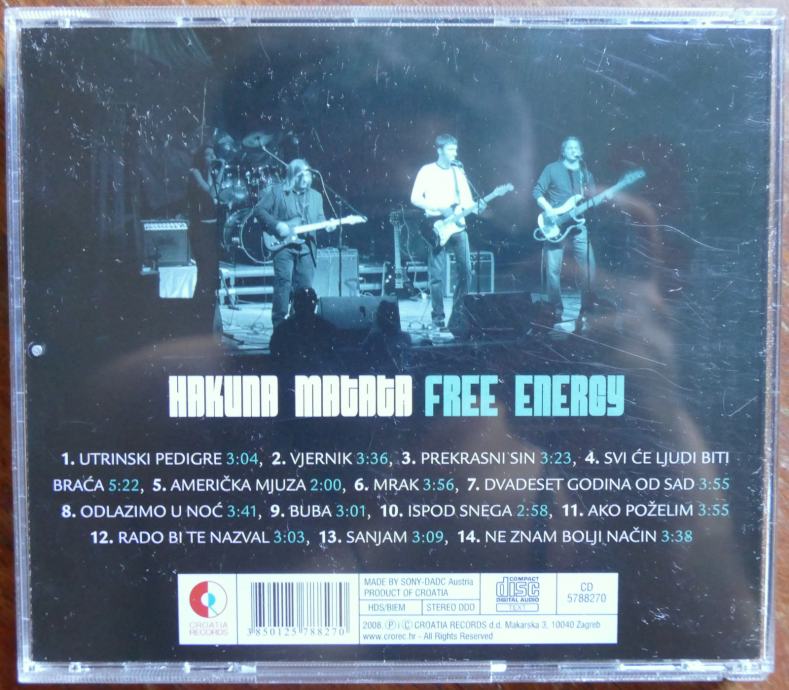 HAKUNA MATATA FREE ENERGY
1. UTRINSKI PEDIGRE 3:04, 2. VJERNIK 3:36, 3. PREKRASNI SIN 3:23, 4. SVI ĆE LJUDI BITI
BRAĆA 5:22, 5. AMERIČKA MJUZA 2:00, 6. MRAK 3:56, 7. DVADESET GODINA OD SAD 3:55
8. ODLAZIMO U NOĆ 3:41, 9. BUBA 3:01, 10. ISPOD SNEGA 2:58, 11. AKO POŽELIM 3:55
12. RADO BI TE NAZVAL 3:03, 13. SANJAM 3:09, 14. NE ZNAM BOLJI NAČIN 3:38
CROATIA
RECORDS
3 850125 788270
MADE BY SONY-DADC Austria
PRODUCT OF CROATIA
HDS/BIEM STEREO DDD
COMPACT
disc
DIGITAL AUDIO
TEXT
CD
5788270
2008. Ⓟ i Ⓒ CROATIA RECORDS d.d. Makarska 3, 10040 Zagreb
www.crorec.hr - All Rights Reserved